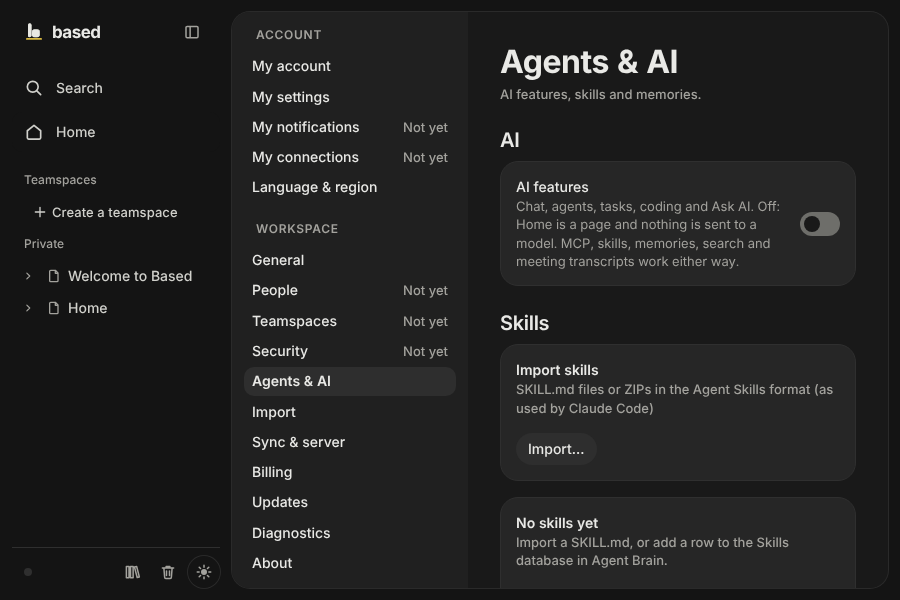 based
Search
Home
Teamspaces
Create a teamspace
Private
Welcome to Based
Home
ACCOUNT
My account
My settings
My notifications Not yet
My connections Not yet
Language & region
WORKSPACE
General
People Not yet
Teamspaces Not yet
Security Not yet
Agents & AI
Import
Sync & server
Billing
Updates
Diagnostics
About
Agents & AI
AI features, skills and memories.
AI
AI features
Chat, agents, tasks, coding and Ask AI. Off:
Home is a page and nothing is sent to a
model. MCP, skills, memories, search and
meeting transcripts work either way.
Skills
Import skills
SKILL.md files or ZIPs in the Agent Skills format (as
used by Claude Code)
Import...
No skills yet
Import a SKILL.md, or add a row to the Skills
database in Agent Brain.